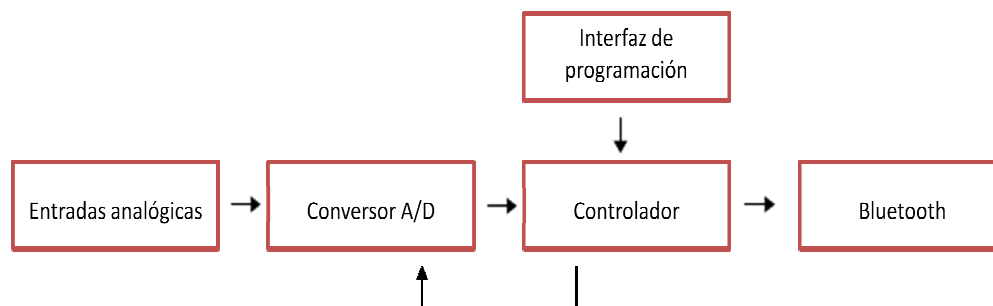 Interfaz de
programación
Entradas analógicas
Conversor A/D
Controlador
Bluetooth